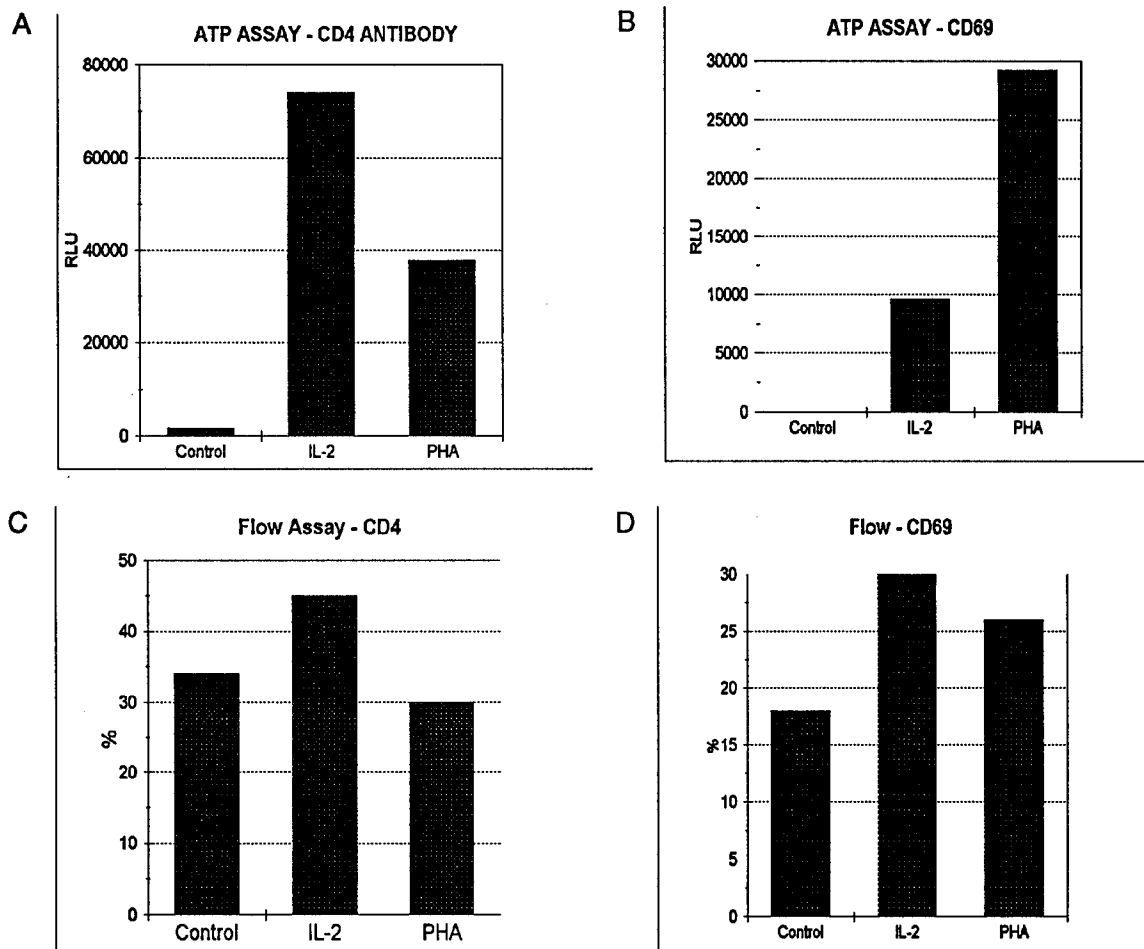 A
ATP ASSAY - CD4 ANTIBODY
80000
60000
40000
20000
0
RLU
Control IL-2 PHA
B
ATP ASSAY - CD69
30000
25000
20000
15000
10000
5000
0
RLU
Control IL-2 PHA
C
Flow Assay - CD4
50
40
30
20
10
0
%
Control IL-2 PHA
D
Flow - CD69
30
25
20
15
10
5
0
%
Control IL-2 PHA